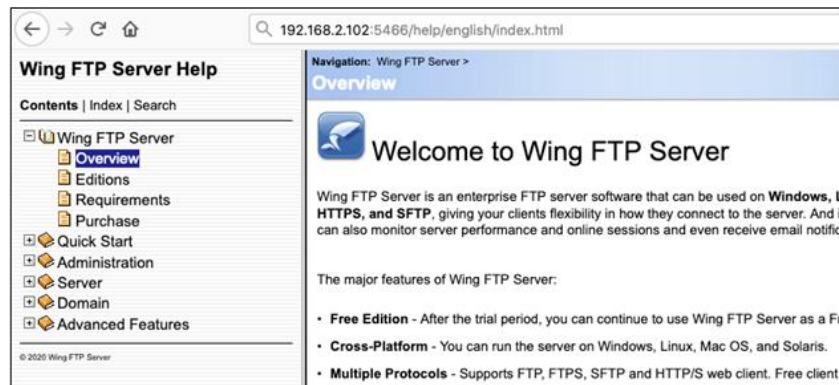 192.168.2.102:5466/help/english/index.html
Wing FTP Server Help
Contents | Index | Search
Wing FTP Server
Overview
Editions
Requirements
Purchase
Quick Start
Administration
Server
Domain
Advanced Features
© 2020 Wing FTP Server
Navigation: Wing FTP Server >
Overview
Welcome to Wing FTP Server
Wing FTP Server is an enterprise FTP server software that can be used on Windows,
HTTPS, and SFTP, giving your clients flexibility in how they connect to the server. And
can also monitor server performance and online sessions and even receive email
The major features of Wing FTP Server:
• Free Edition - After the trial period, you can continue to use Wing FTP Server as a
• Cross-Platform - You can run the server on Windows, Linux, Mac OS, and Solaris.
• Multiple Protocols - Supports FTP, FTPS, SFTP and HTTP/S web client. Free client